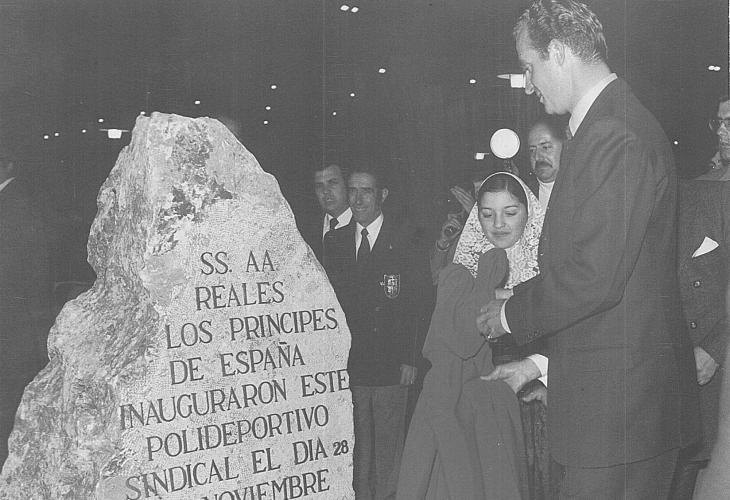 SS. AA
REALES
LOS PRINCIPES
DE ESPAÑA
INAUGURARON ESTE
POLIDEPORTIVO
SINDICAL EL DIA 28
NOVIEMBRE